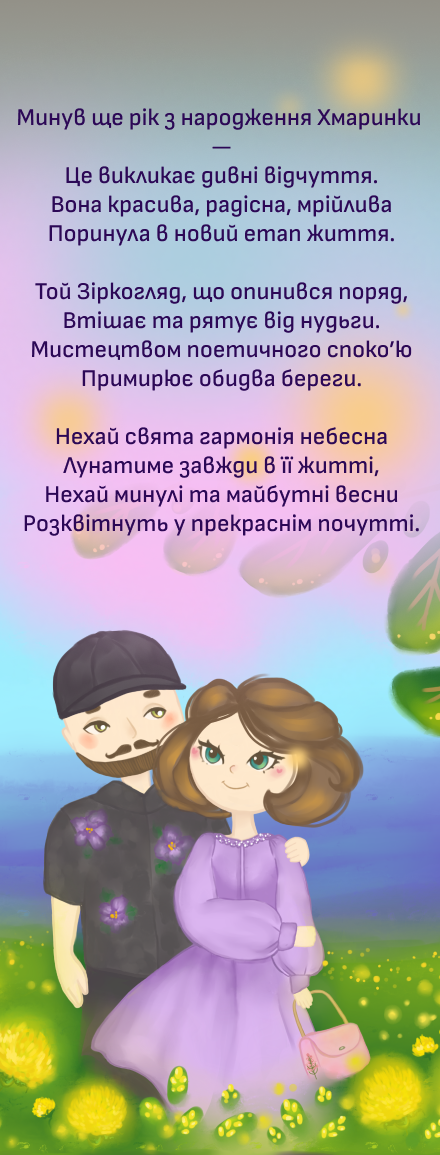 Минув ще рік з народження Хмаринки
—
Це викликає дивні відчуття.
Вона красива, радісна, мрійлива
Поринула в новий етап життя.
Той Зіркогляд, що опинився поряд,
Втішає та рятує від нудьги.
Мистецтвом поетичного споко’ю
Примирює обидва береги.
Нехай свята гармонія небесна
Лунатиме завжди в її житті,
Нехай минулі та майбутні весни
Розквітнуть у прекраснім почутті.